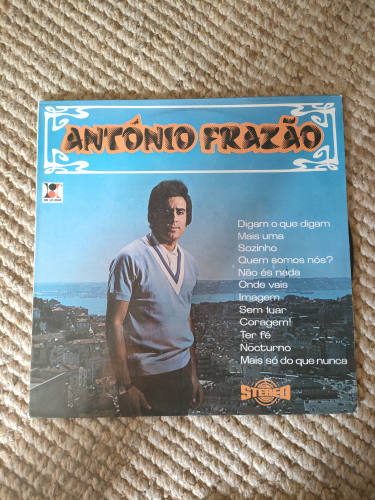 ANTÓNIO FRAZÃO
Digam o que digam
Mais uma
Sozinho
Quem somos nós?
Não és nada
Onde vais
Imagem
Sem luar
Coragem!
Ter fé
Nocturno
Mais só do que nunca
STEREO